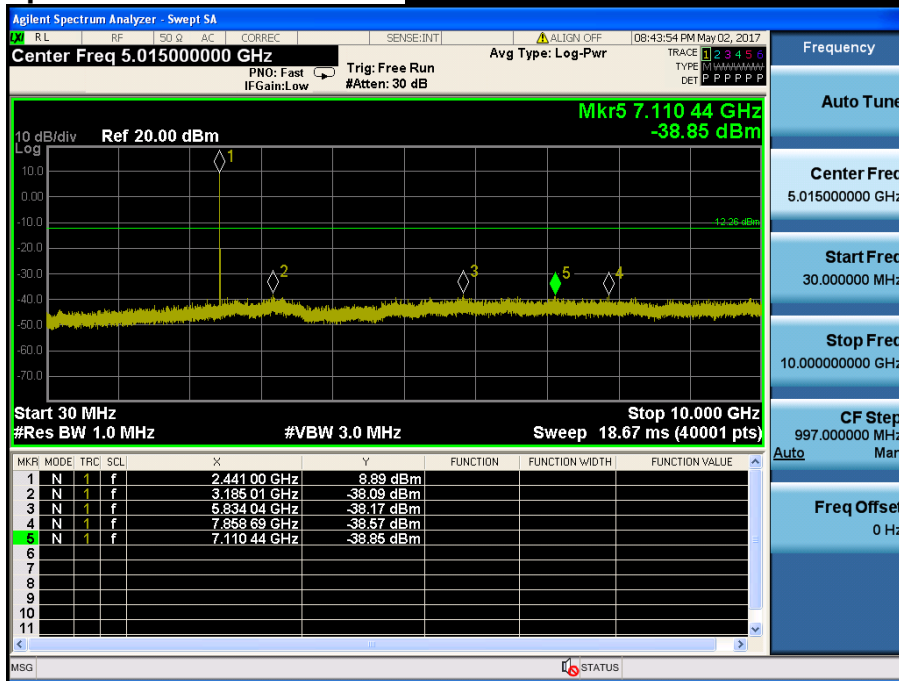 Agilent Spectrum Analyzer - Swept SA
LXI RL RF 50 Ω AC CORREC SENSE:INT ALIGN OFF 08:43:54 PM May 02, 2017
Center Freq 5.015000000 GHz
PNO: Fast
IFGain:Low
Trig: Free Run
#Atten: 30 dB
Avg Type: Log-Pwr
TRACE 1 2 3 4 5 6
TYPE M W W W W W
DET P P P P P P
Mkr5 7.110 44 GHz
-38.85 dBm
10 dB/div Ref 20.00 dBm
Log
10.0
0.00
-10.0
-20.0
-30.0
-40.0
-50.0
-60.0
-70.0
1
2
3
5
4
-12.26 dBm
Start 30 MHz Stop 10.000 GHz
#Res BW 1.0 MHz #VBW 3.0 MHz Sweep 18.67 ms (40001 pts)
MKR MODE TRC SCL X Y FUNCTION FUNCTION WIDTH FUNCTION VALUE
1 N 1 f 2.441 00 GHz 8.89 dBm
2 N 1 f 3.185 01 GHz -38.09 dBm
3 N 1 f 5.834 04 GHz -38.17 dBm
4 N 1 f 7.858 69 GHz -38.57 dBm
5 N 1 f 7.110 44 GHz -38.85 dBm
6
7
8
9
10
11
MSG STATUS
Frequency
Auto Tune
Center Freq
5.015000000 GHz
Start Freq
30.000000 MHz
Stop Freq
10.000000000 GHz
CF Step
997.000000 MHz
Auto Man
Freq Offset
0 Hz